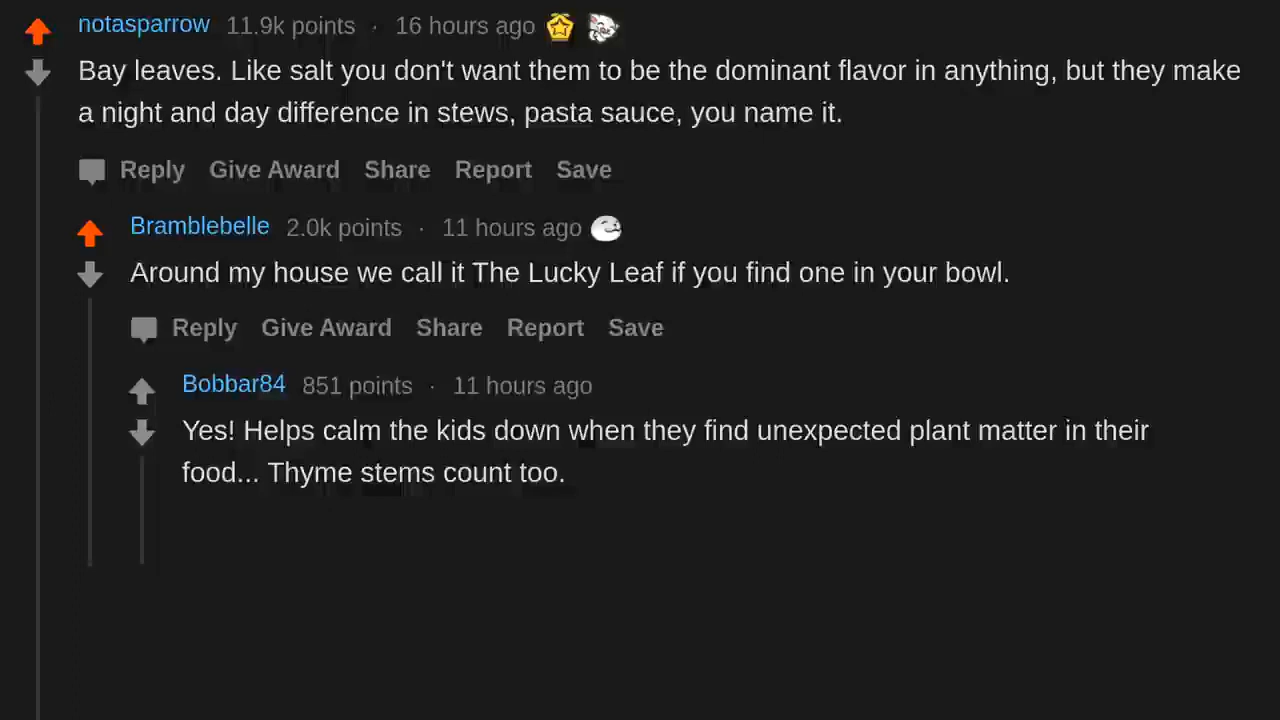 notasparrow 11.9k points · 16 hours ago
Bay leaves. Like salt you don't want them to be the dominant flavor in anything, but they make
a night and day difference in stews, pasta sauce, you name it.
Reply Give Award Share Report Save
Bramblebelle 2.0k points · 11 hours ago
Around my house we call it The Lucky Leaf if you find one in your bowl.
Reply Give Award Share Report Save
Bobbar84 851 points · 11 hours ago
Yes! Helps calm the kids down when they find unexpected plant matter in their
food... Thyme stems count too.